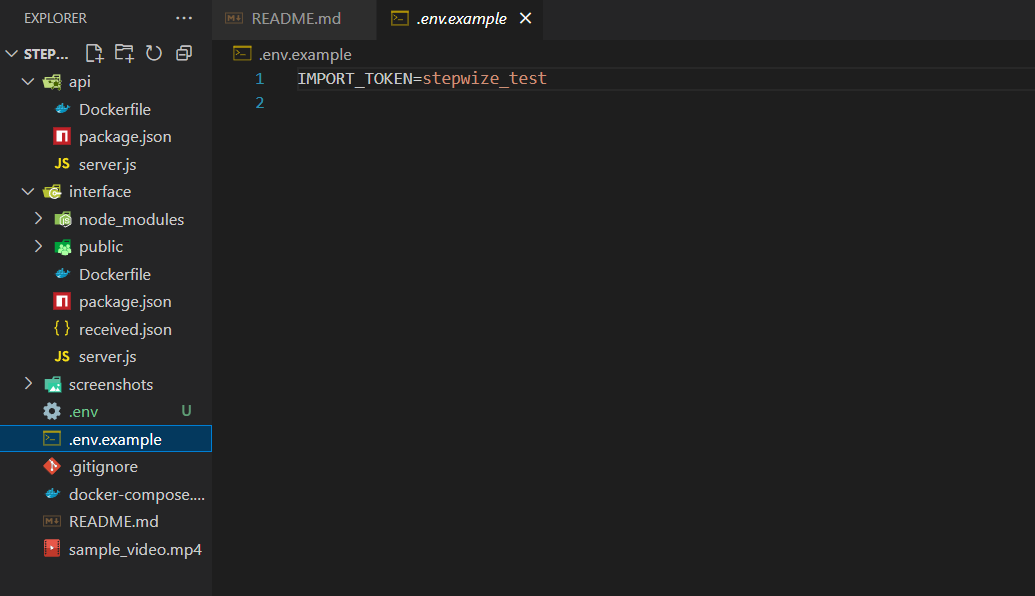 EXPLORER
STEP...
api
Dockerfile
package.json
JS server.js
interface
node_modules
public
Dockerfile
package.json
{ } received.json
JS server.js
screenshots
.env U
.env.example
.gitignore
docker-compose....
README.md
sample_video.mp4
README.md
.env.example
.env.example
1 IMPORT_TOKEN=stepwize_test
2